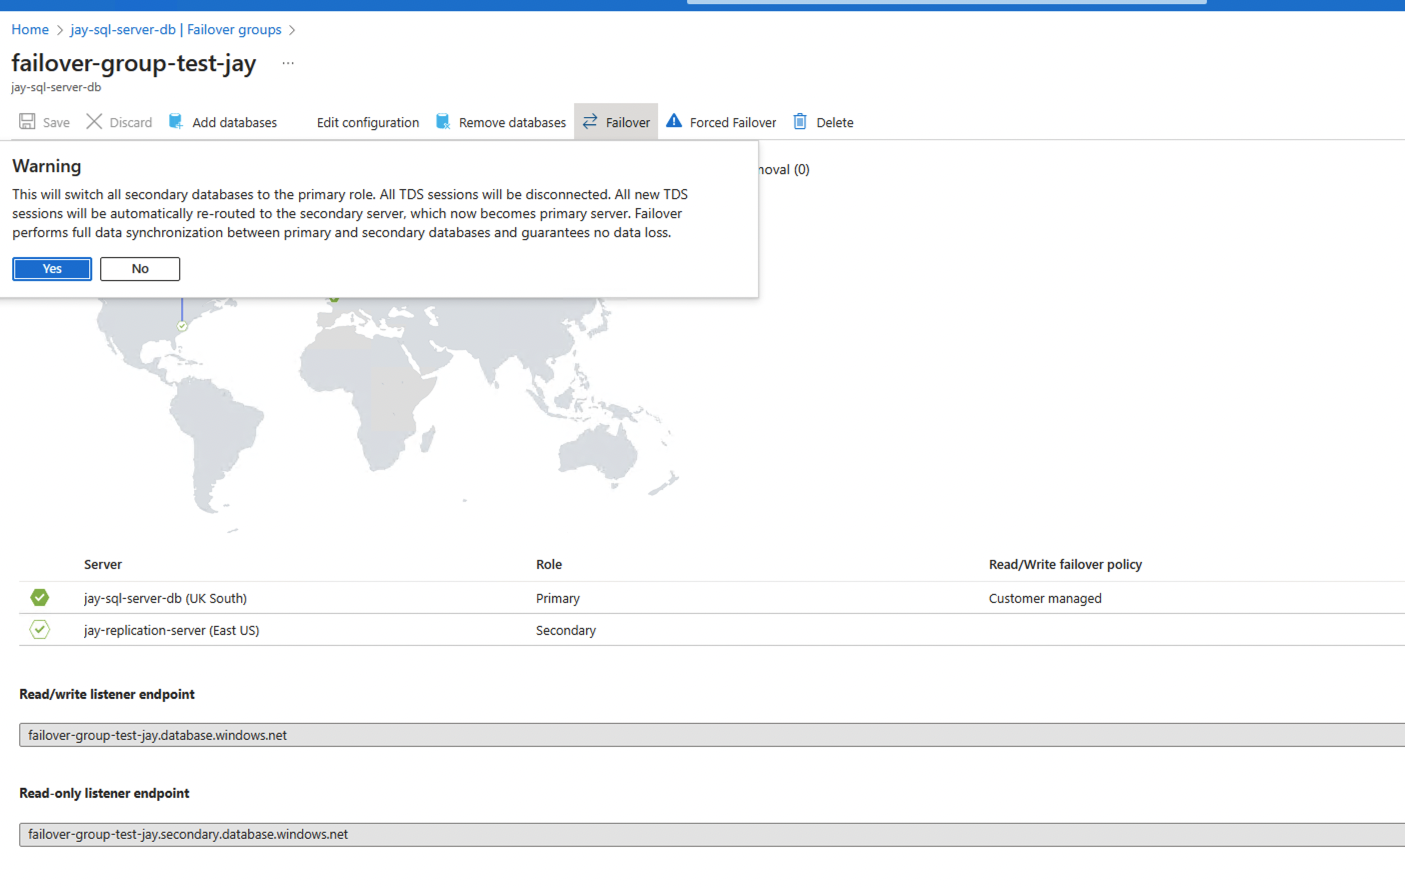 Home > jay-sql-server-db | Failover groups >
failover-group-test-jay ...
jay-sql-server-db
Save Discard Add databases Edit configuration Remove databases Failover Forced Failover Delete
Warning
This will switch all secondary databases to the primary role. All TDS sessions will be disconnected. All new TDS
sessions will be automatically re-routed to the secondary server, which now becomes primary server. Failover
performs full data synchronization between primary and secondary databases and guarantees no data loss.
Yes No
(0)
Server Role Read/Write failover policy
jay-sql-server-db (UK South) Primary Customer managed
jay-replication-server (East US) Secondary
Read/write listener endpoint
failover-group-test-jay.database.windows.net
Read-only listener endpoint
failover-group-test-jay.secondary.database.windows.net